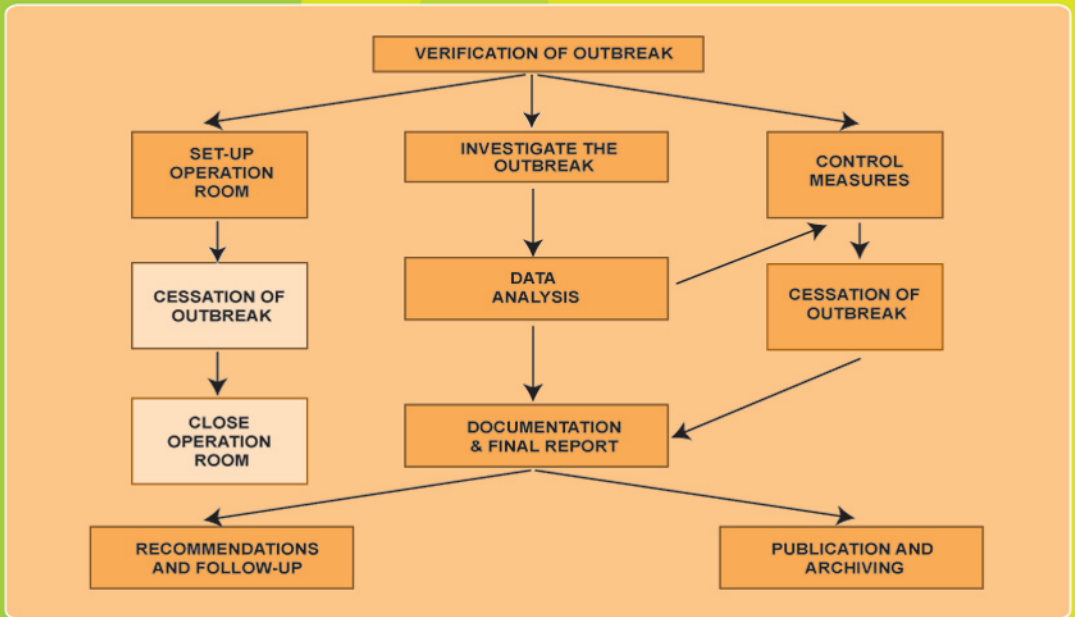 VERIFICATION OF OUTBREAK
SET-UP
OPERATION
ROOM
INVESTIGATE THE
OUTBREAK
CONTROL
MEASURES
CESSATION OF
OUTBREAK
DATA
ANALYSIS
CESSATION OF
OUTBREAK
CLOSE
OPERATION
ROOM
DOCUMENTATION
& FINAL REPORT
RECOMMENDATIONS
AND FOLLOW-UP
PUBLICATION AND
ARCHIVING